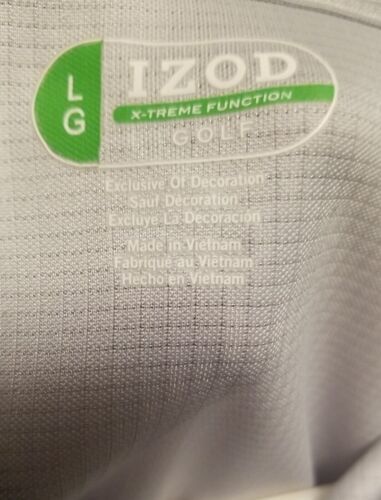 L
G
IZOD
X-TREME FUNCTION
GOLF
Exclusive Of Decoration
Sauf Décoration
Excluye La Decoración
Made in Vietnam
Fabriqué au Vietnam
Hecho en Vietnam